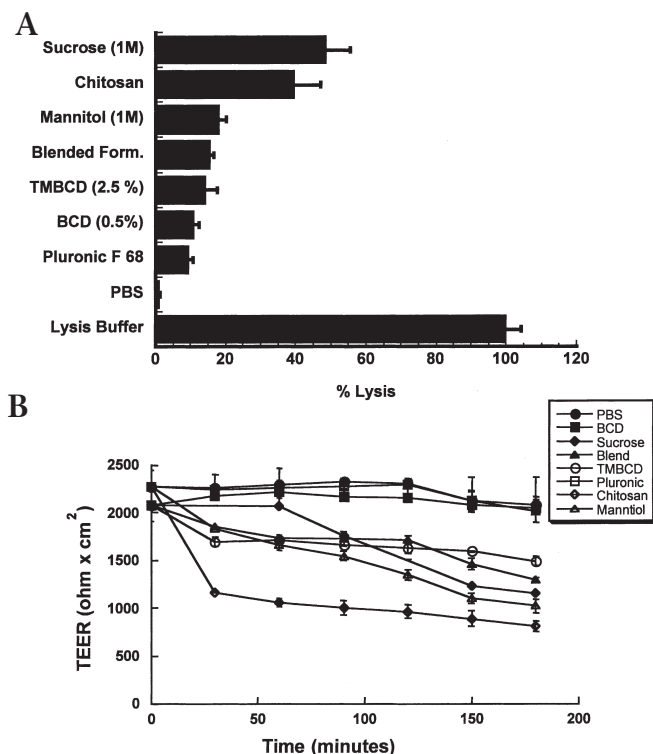 A
Sucrose (1M)
Chitosan
Mannitol (1M)
Blended Form.
TMBCD (2.5 %)
BCD (0.5%)
Pluronic F 68
PBS
Lysis Buffer
0 20 40 60 80 100 120
% Lysis
B
PBS
BCD
Sucrose
Blend
TMBCD
Pluronic
Chitosan
Manntiol
2500
2000
1500
1000
500
0
TEER (ohm x cm²)
0 50 100 150 200
Time (minutes)